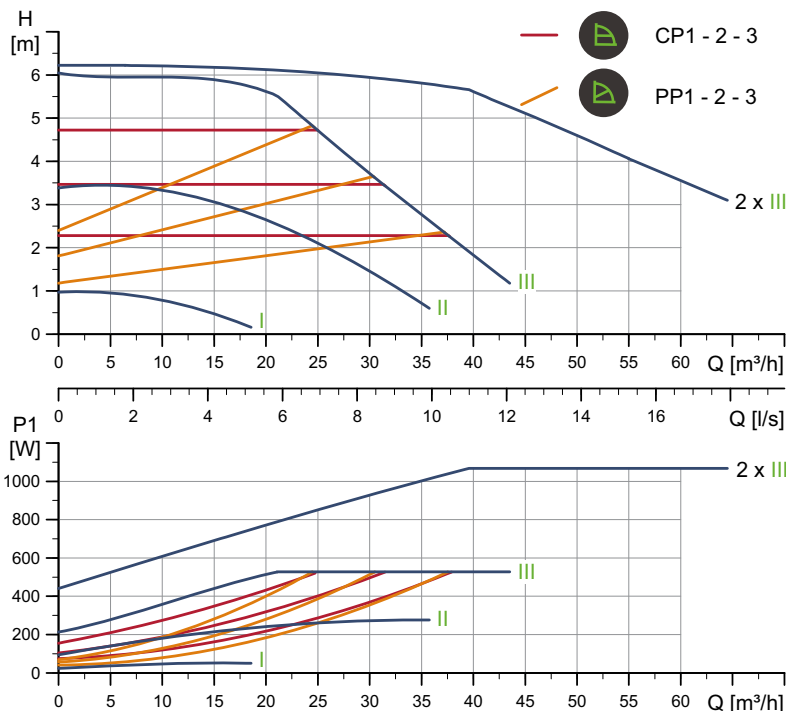 H
[m]
CP1 - 2 - 3
PP1 - 2 - 3
6
5
4
3
2
1
0
2 x III
III
II
I
0 5 10 15 20 25 30 35 40 45 50 55 60 Q [m³/h]
0 2 4 6 8 10 12 14 16 Q [l/s]
P1
[W]
1000
800
600
400
200
0
2 x III
III
II
I
0 5 10 15 20 25 30 35 40 45 50 55 60 Q [m³/h]